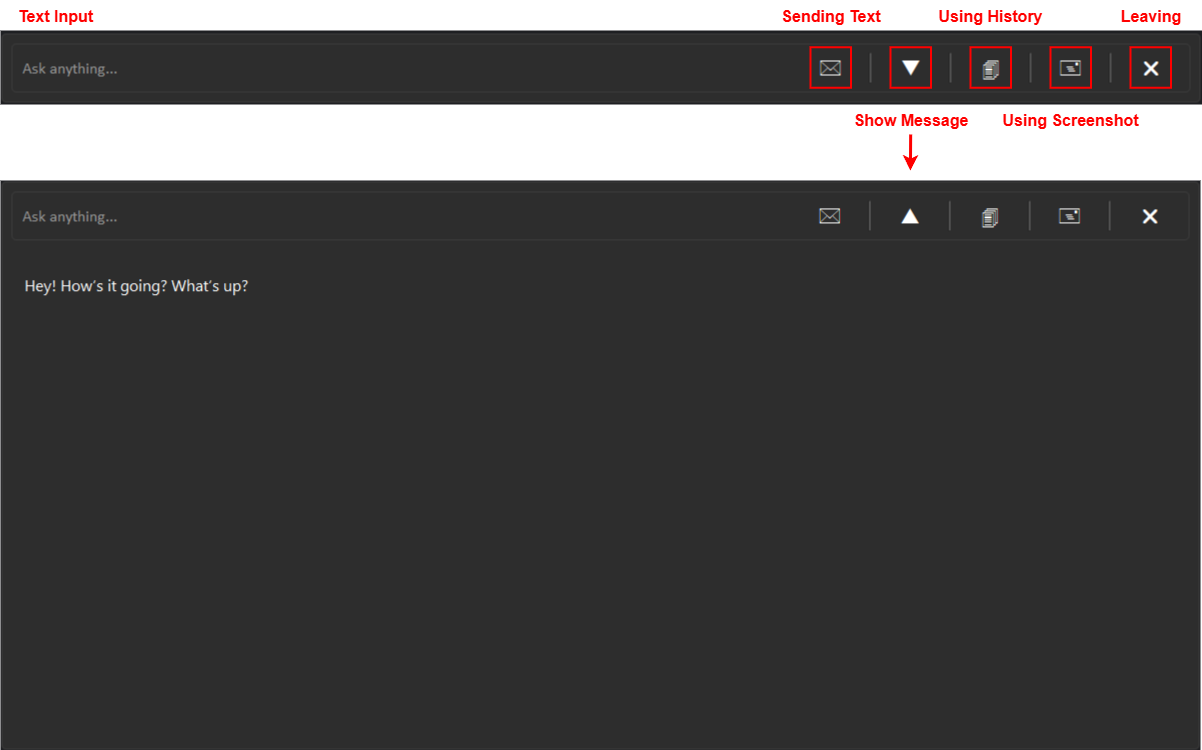 Text Input
Sending Text
Using History
Leaving
Ask anything...
Show Message
Using Screenshot
Ask anything...
Hey! How's it going? What's up?